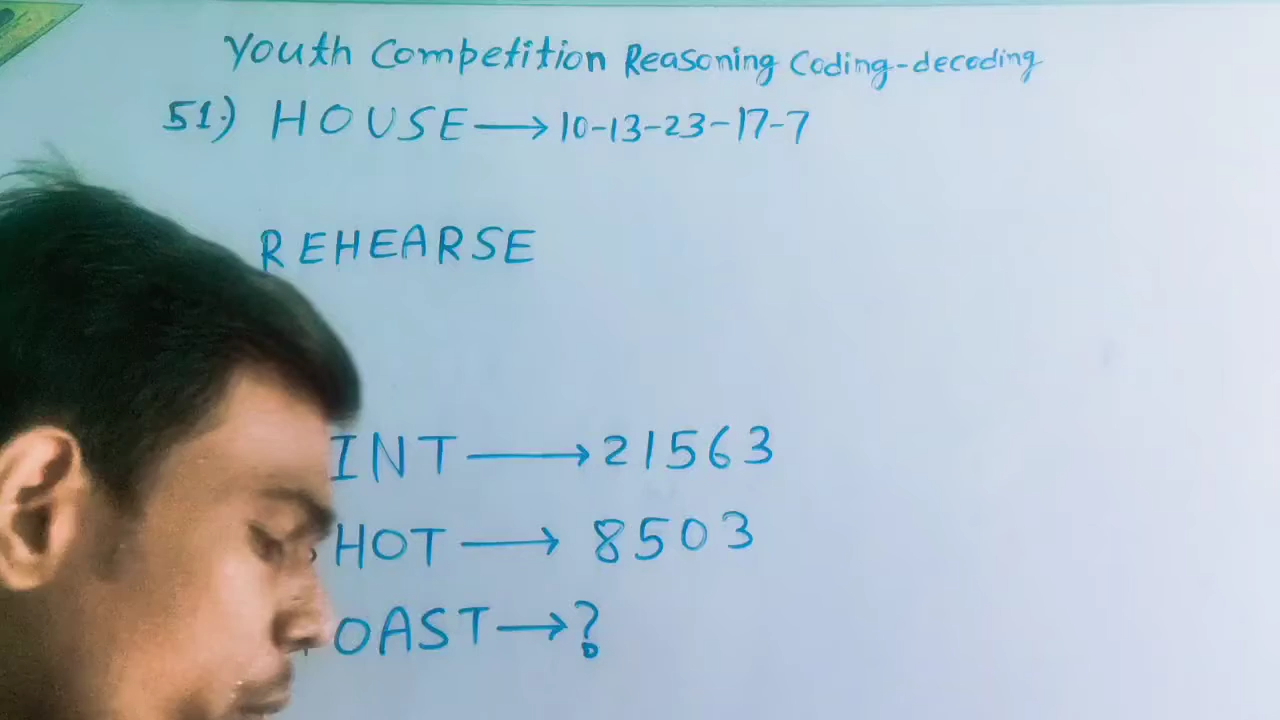 Youth Competition Reasoning Coding-decoding
51.) HOUSE → 10-13-23-17-7
REHEARSE
INT → 21563
HOT → 8503
OAST → ?